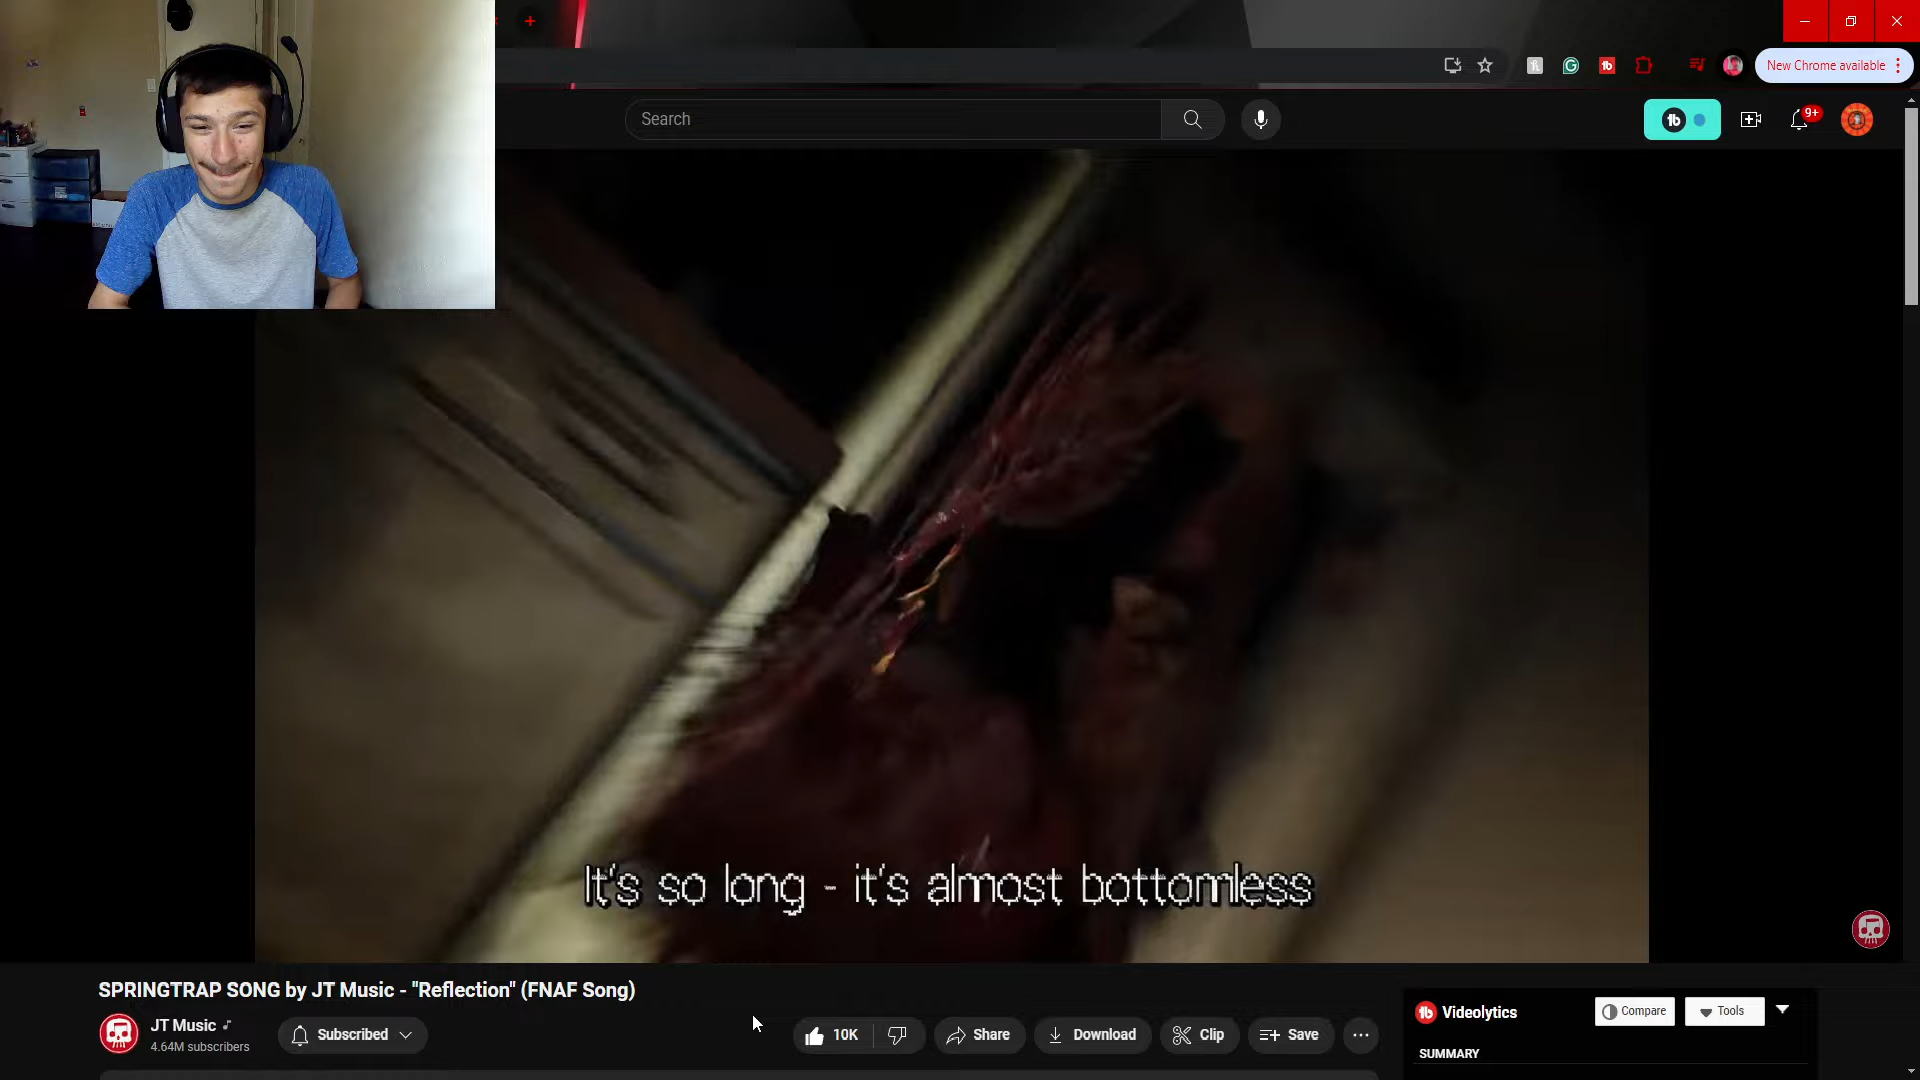 New Chrome available
Search
9+
It's so long - it's almost bottomless
SPRINGTRAP SONG by JT Music - "Reflection" (FNAF Song)
JT Music
4.64M subscribers
Subscribed
10K
Share
Download
Clip
Save
Videolytics
Compare
Tools
SUMMARY